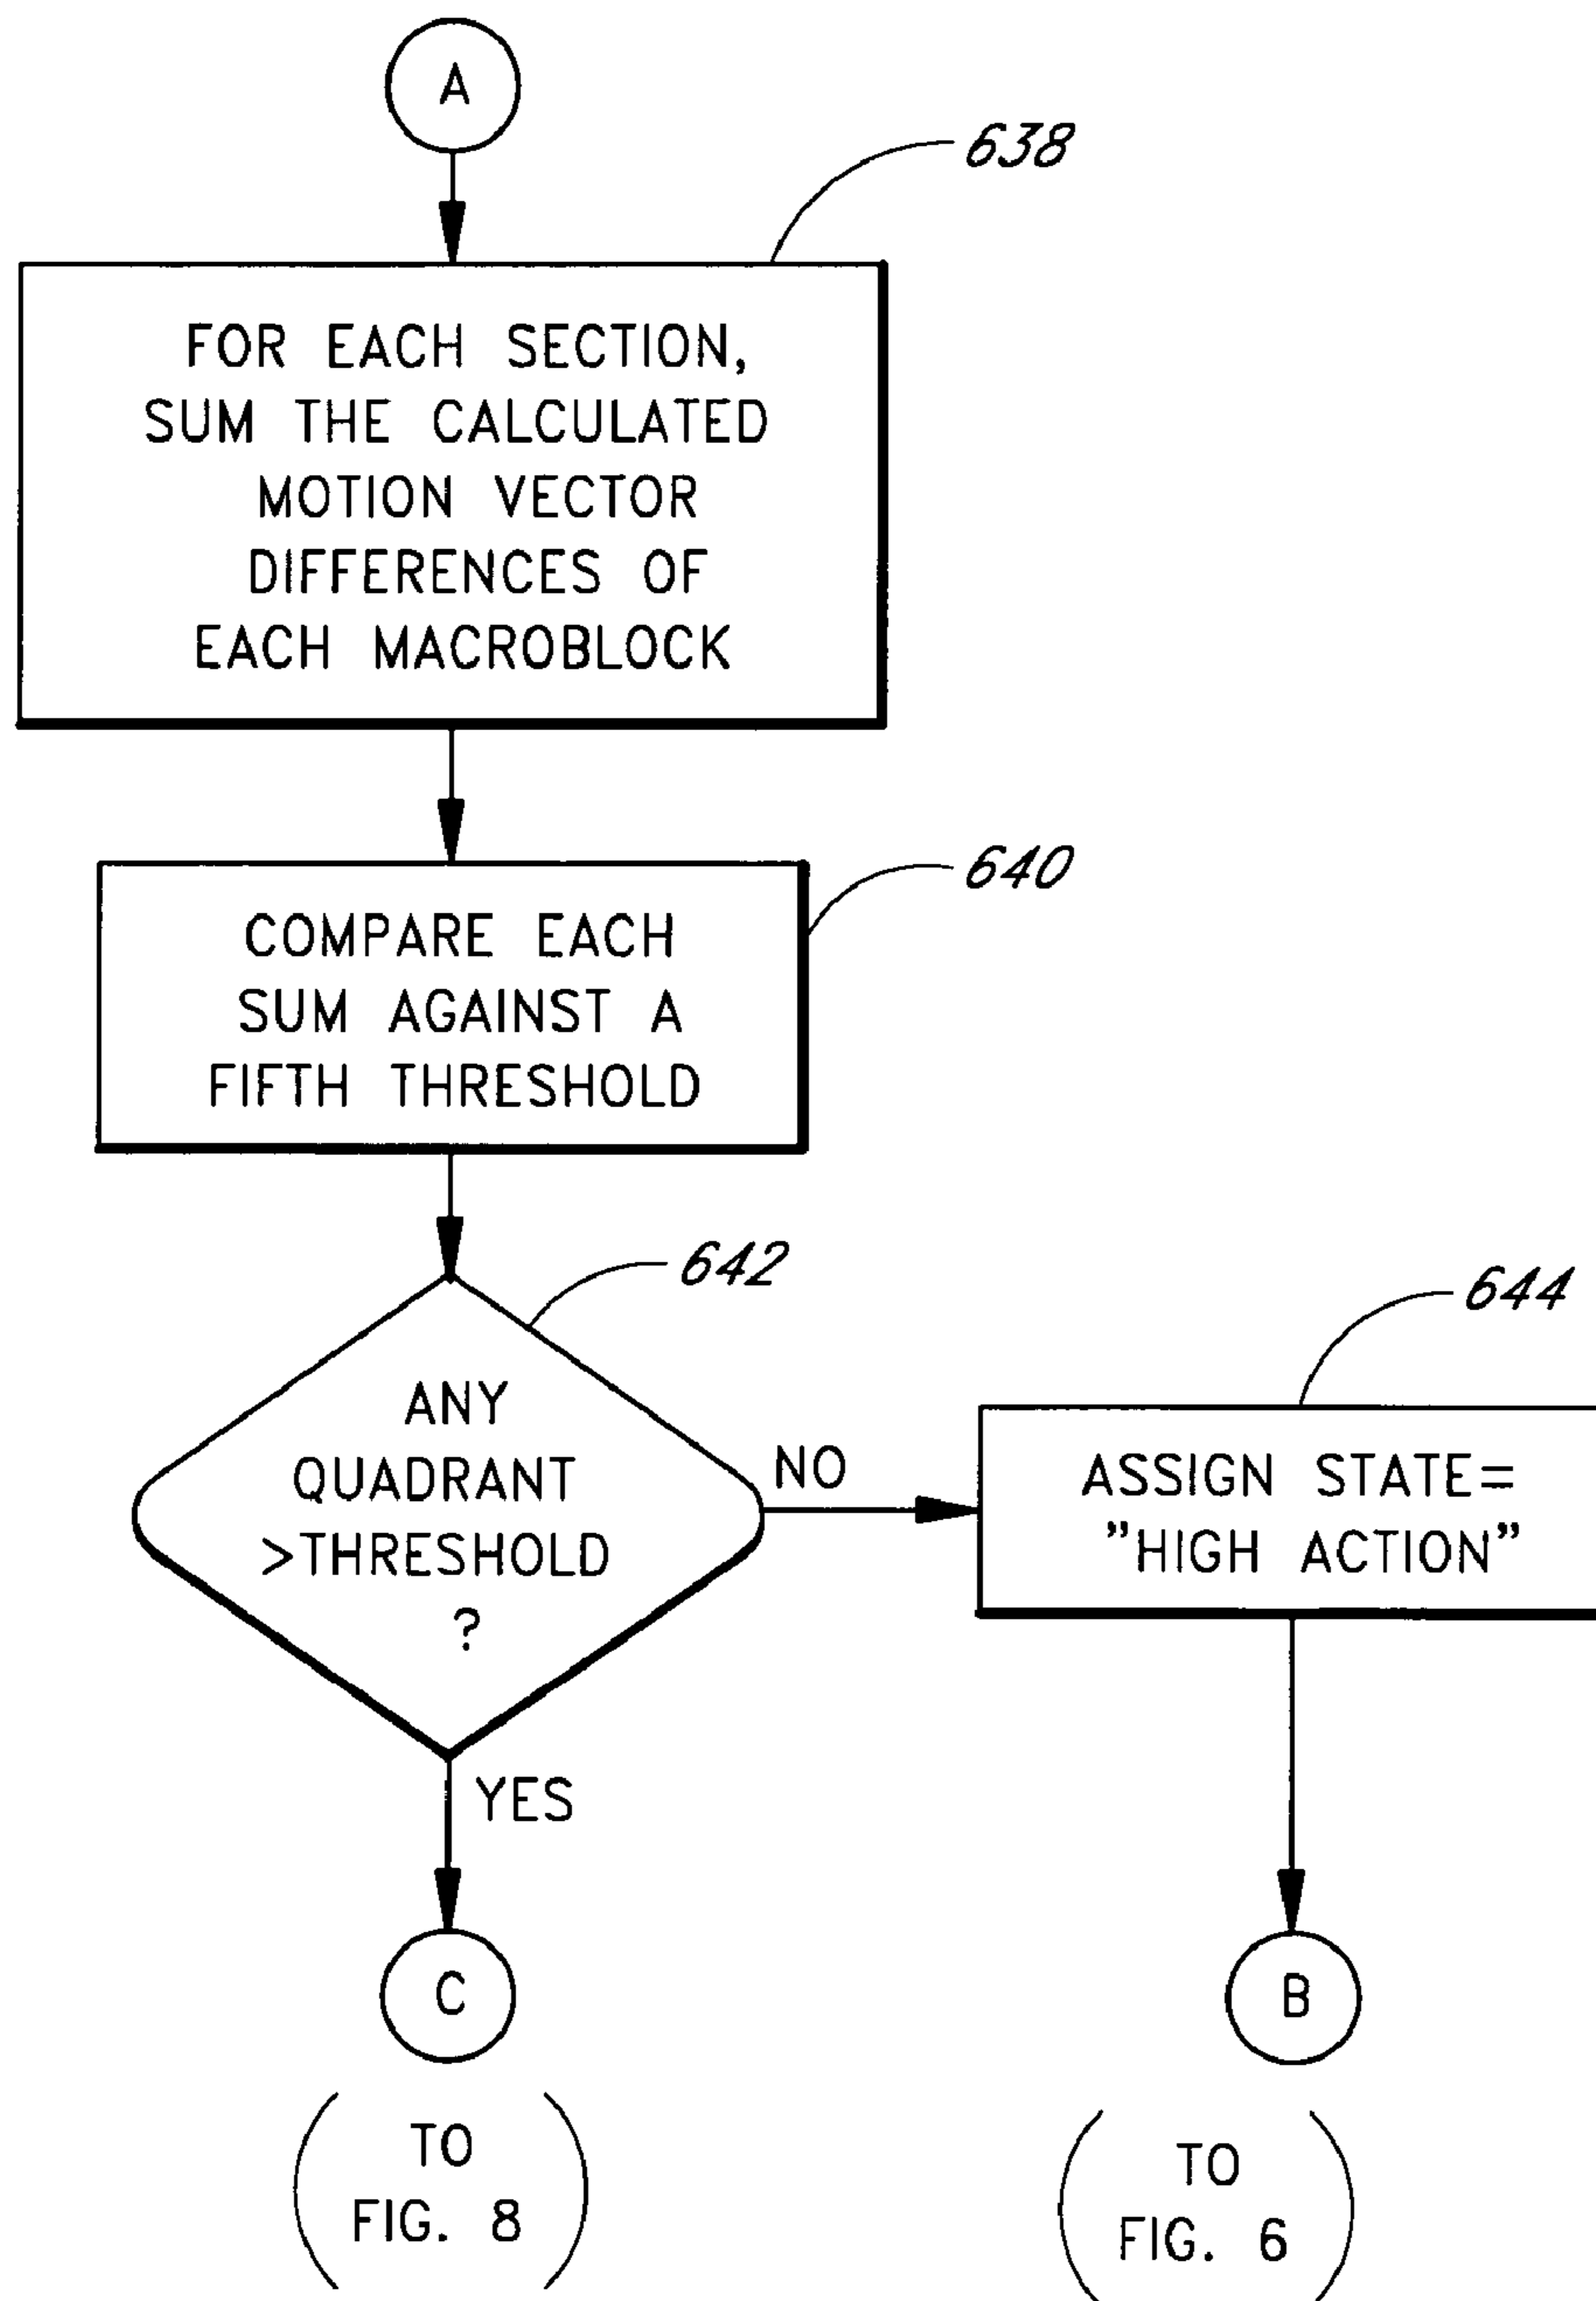 A
638
FOR EACH SECTION,
SUM THE CALCULATED
MOTION VECTOR
DIFFERENCES OF
EACH MACROBLOCK
640
COMPARE EACH
SUM AGAINST A
FIFTH THRESHOLD
642
ANY
QUADRANT
>THRESHOLD
?
NO
644
ASSIGN STATE=
"HIGH ACTION"
YES
C
B
(TO
FIG. 8)
(TO
FIG. 6)